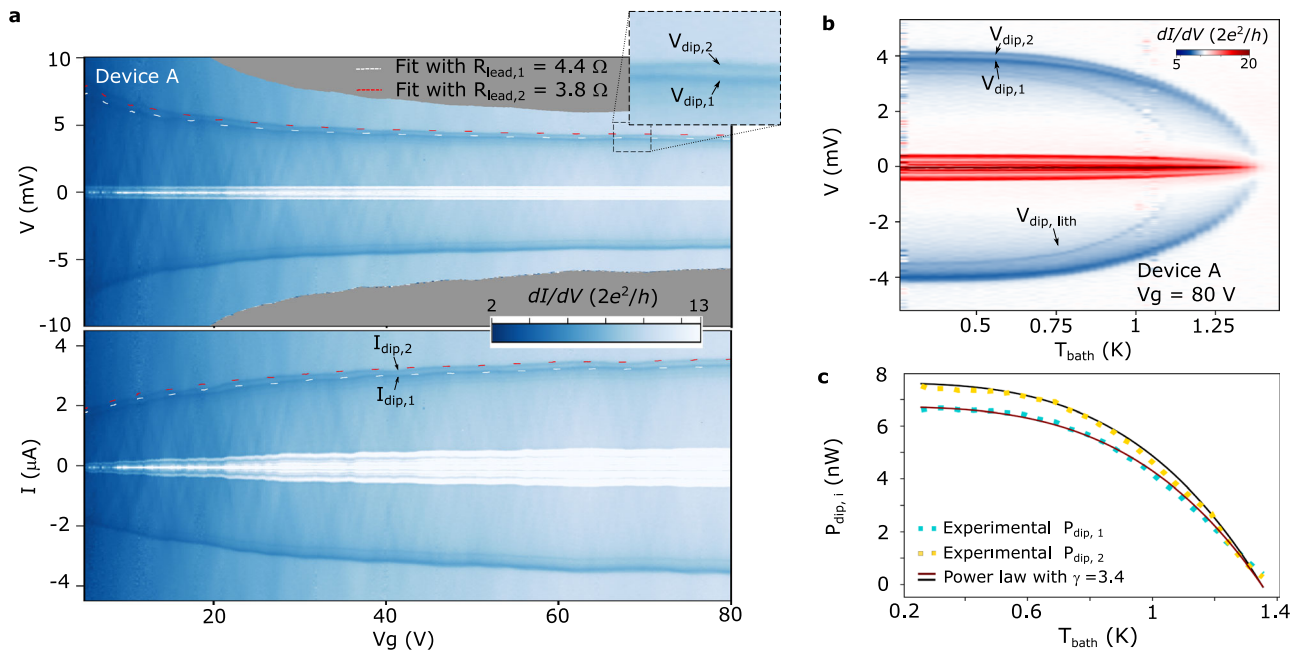 a
Device A
Fit with R_lead,1 = 4.4 Ω
Fit with R_lead,2 = 3.8 Ω
V_dip,2
V_dip,1
10
5
0
-5
-10
V (mV)
dI/dV (2e²/h)
2 13
I_dip,2
I_dip,1
4
2
0
-2
-4
I (µA)
20 40 60 80
Vg (V)
b
V_dip,2
V_dip,1
dI/dV (2e²/h)
5 20
4
2
0
-2
-4
V (mV)
V_dip, lith
Device A
Vg = 80 V
0.5 0.75 1 1.25
T_bath (K)
c
8
6
4
2
0
P_dip, i (nW)
Experimental P_dip, 1
Experimental P_dip, 2
Power law with γ =3.4
0.2 0.6 1 1.4
T_bath (K)